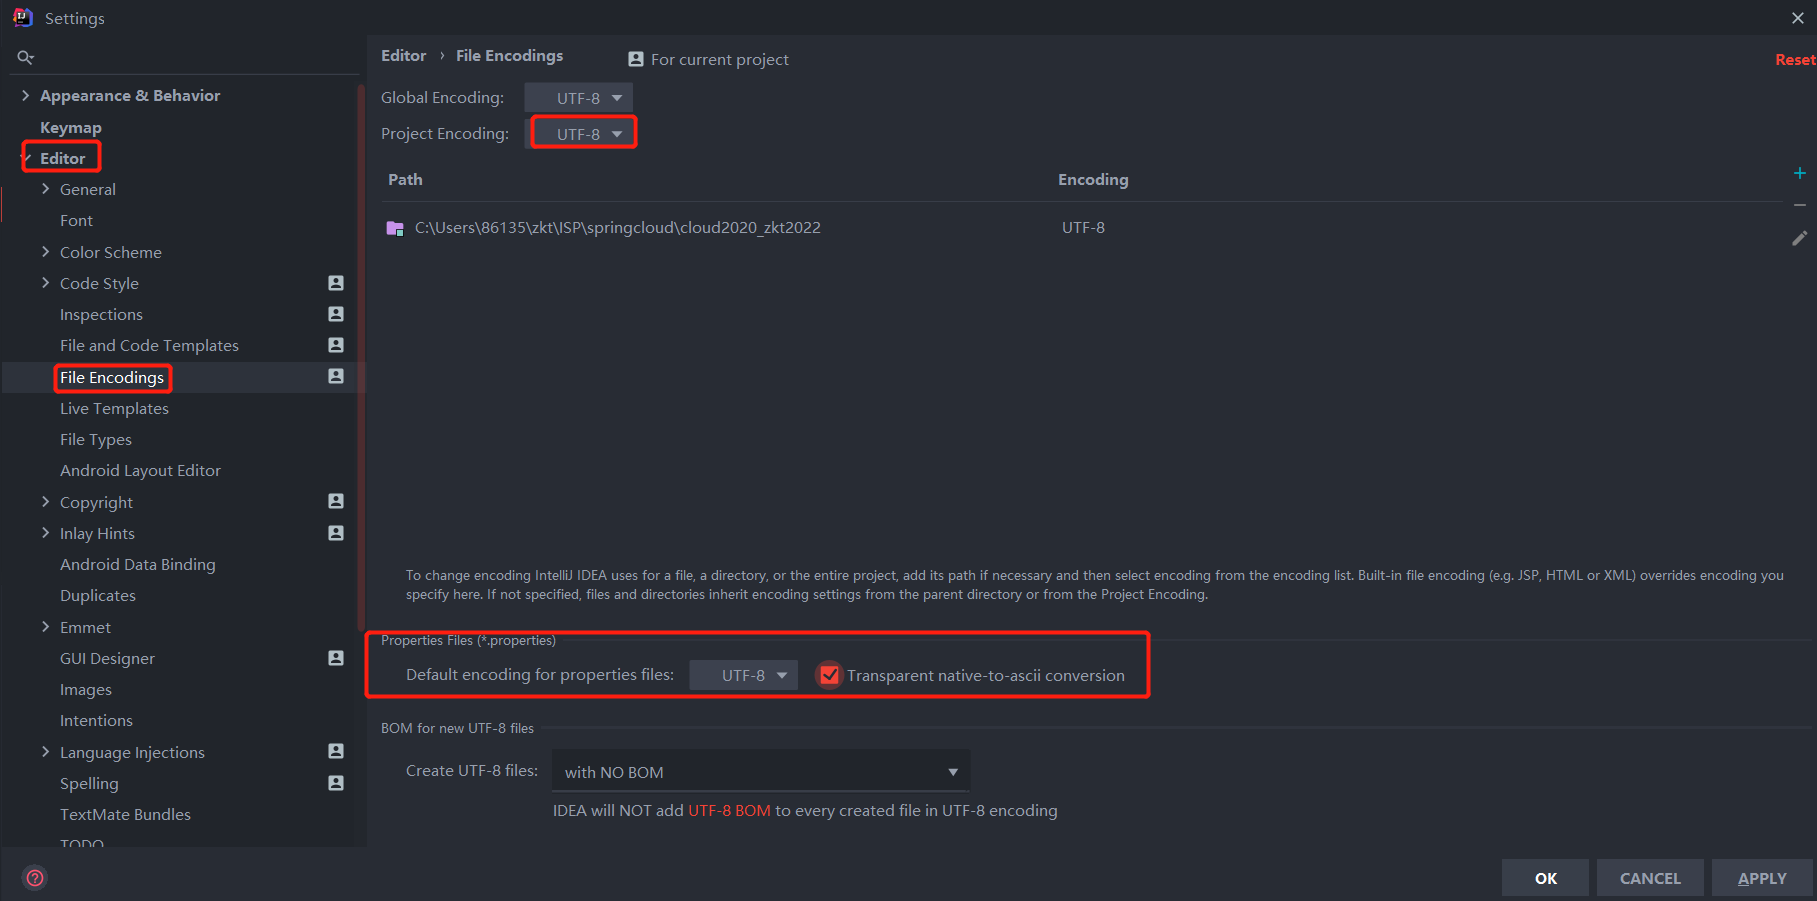 Settings
Appearance & Behavior
Keymap
Editor
General
Font
Color Scheme
Code Style
Inspections
File and Code Templates
File Encodings
Live Templates
File Types
Android Layout Editor
Copyright
Inlay Hints
Android Data Binding
Duplicates
Emmet
GUI Designer
Images
Intentions
Language Injections
Spelling
TextMate Bundles
TODO
Editor › File Encodings For current project Reset
Global Encoding: UTF-8
Project Encoding: UTF-8
Path Encoding
C:\Users\86135\zkt\ISP\springcloud\cloud2020_zkt2022 UTF-8
To change encoding IntelliJ IDEA uses for a file, a directory, or the entire project, add its path if necessary and then select encoding from the encoding list. Built-in file encoding (e.g. JSP, HTML or XML) overrides encoding you
specify here. If not specified, files and directories inherit encoding settings from the parent directory or from the Project Encoding.
Properties Files (*.properties)
Default encoding for properties files: UTF-8 Transparent native-to-ascii conversion
BOM for new UTF-8 files
Create UTF-8 files: with NO BOM
IDEA will NOT add UTF-8 BOM to every created file in UTF-8 encoding
OK CANCEL APPLY